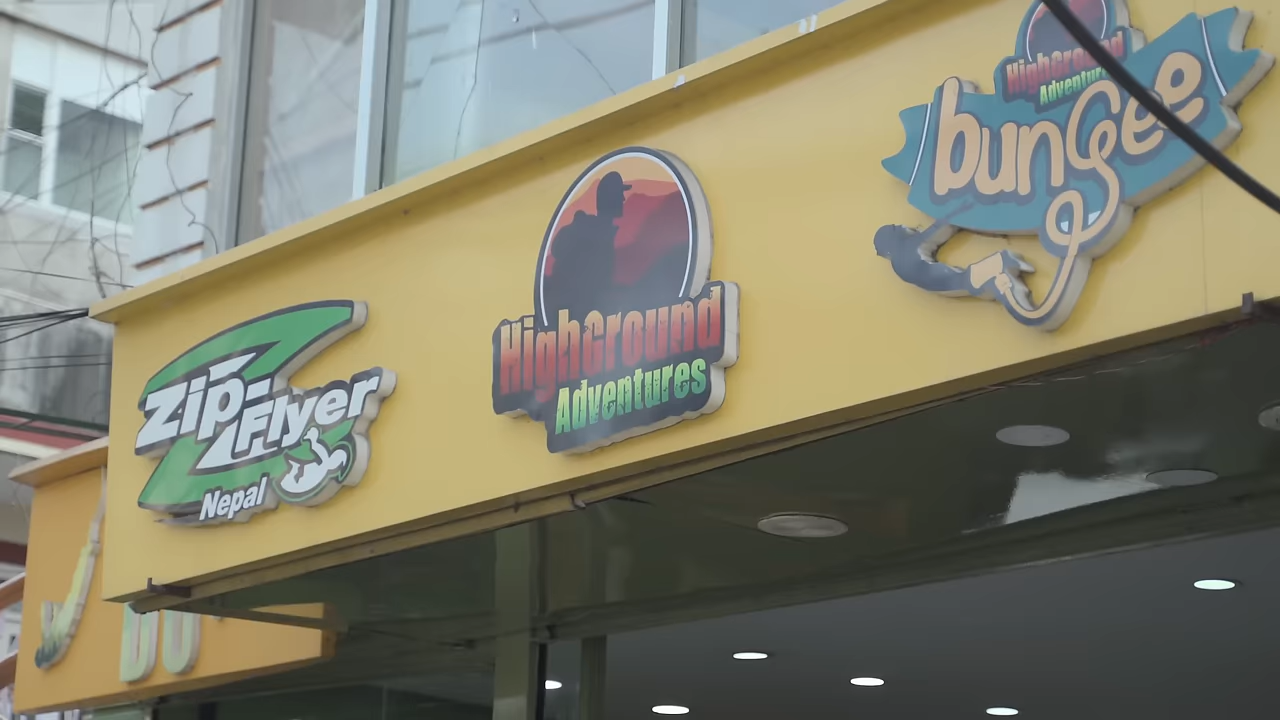 Zip-Flyer
Nepal
HighGround
Adventures
HighGround
Adventures
bungee